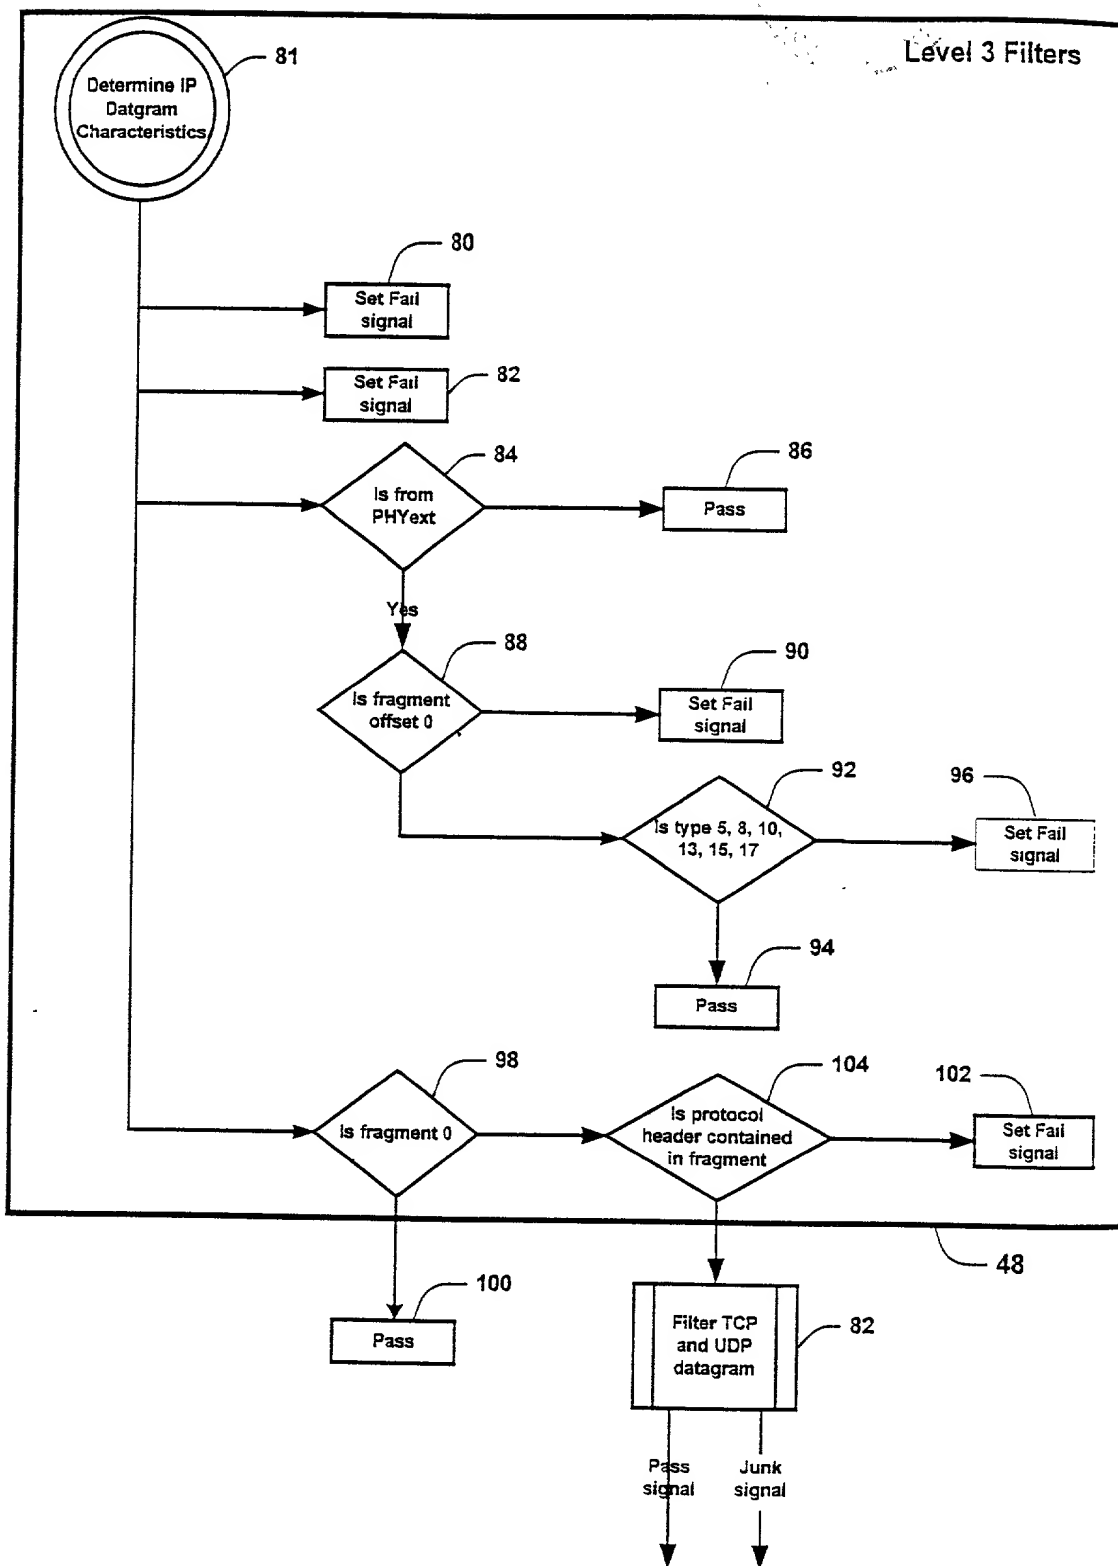 Level 3 Filters
81
Determine IP
Datgram
Characteristics
80
Set Fail
signal
82
Set Fail
signal
84
Is from
PHYext
86
Pass
Yes
88
Is fragment
offset 0
90
Set Fail
signal
92
Is type 5, 8, 10,
13, 15, 17
96
Set Fail
signal
94
Pass
98
Is fragment 0
104
Is protocol
header contained
in fragment
102
Set Fail
signal
48
100
Pass
Filter TCP
and UDP
datagram
82
Pass
signal
Junk
signal